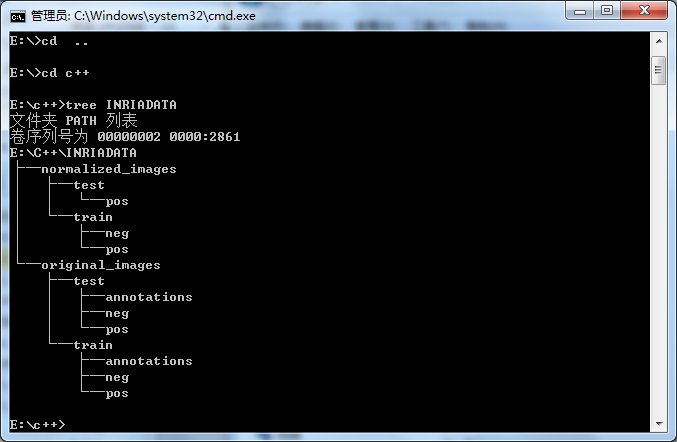 管理员: C:\Windows\system32\cmd.exe
E:\>cd  ..
E:\>cd c++
E:\c++>tree INRIADATA
文件夹 PATH 列表
卷序列号为 00000002 0000:2861
E:\C++\INRIADATA
├──normalized_images
│   ├──test
│   │   └──pos
│   └──train
│       ├──neg
│       └──pos
└──original_images
    ├──test
    │   ├──annotations
    │   ├──neg
    │   └──pos
    └──train
        ├──annotations
        ├──neg
        └──pos
E:\c++>